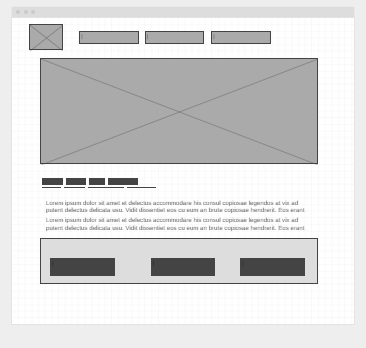 Lorem ipsum dolor sit amet et delectus accommodare his consul copiosae legendos at vix ad
putent delectus delicata usu. Vidit dissentiet eos cu eum an brute copiosae hendrerit. Eos erant
Lorem ipsum dolor sit amet et delectus accommodare his consul copiosae legendos at vix ad
putent delectus delicata usu. Vidit dissentiet eos cu eum an brute copiosae hendrerit. Eos erant